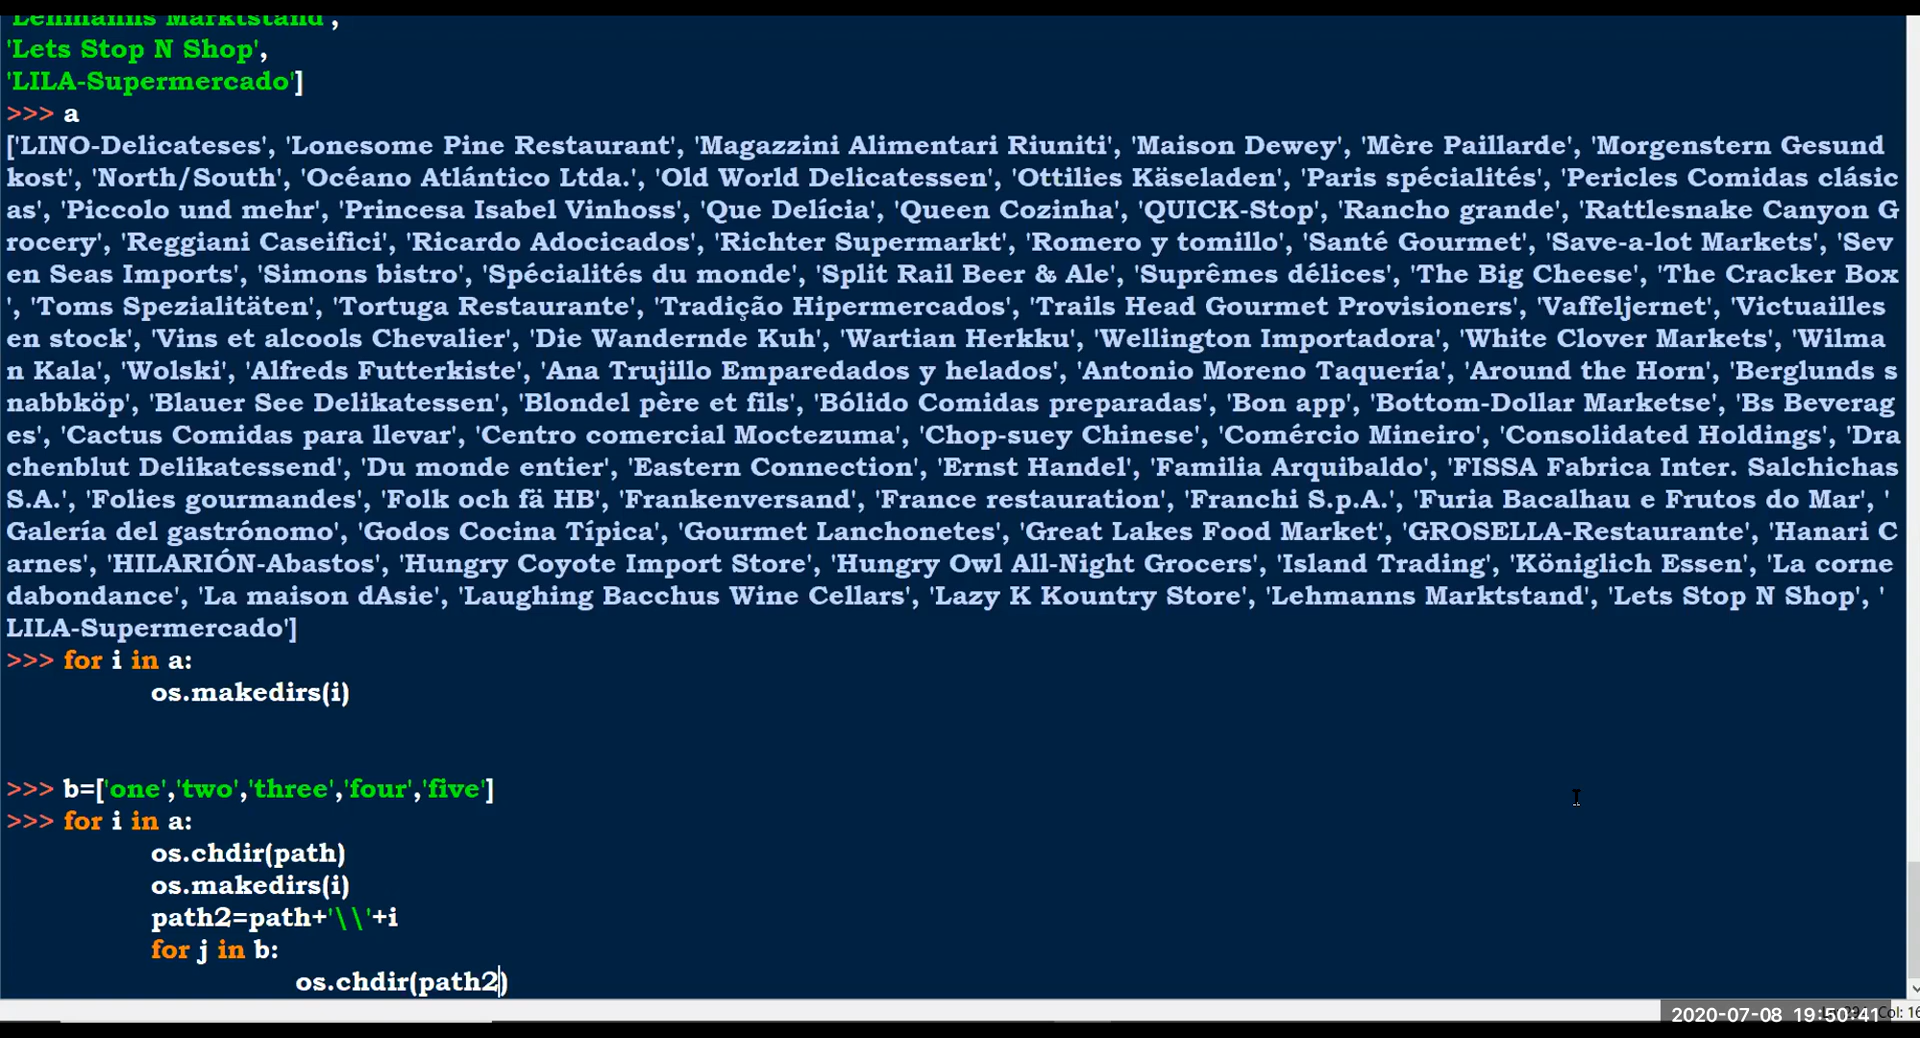 'Lehmanns Marktstand',
'Lets Stop N Shop',
'LILA-Supermercado']
>>> a
['LINO-Delicateses', 'Lonesome Pine Restaurant', 'Magazzini Alimentari Riuniti', 'Maison Dewey', 'Mère Paillarde', 'Morgenstern Gesund
kost', 'North/South', 'Océano Atlántico Ltda.', 'Old World Delicatessen', 'Ottilies Käseladen', 'Paris spécialités', 'Pericles Comidas clásic
as', 'Piccolo und mehr', 'Princesa Isabel Vinhoss', 'Que Delícia', 'Queen Cozinha', 'QUICK-Stop', 'Rancho grande', 'Rattlesnake Canyon G
rocery', 'Reggiani Caseifici', 'Ricardo Adocicados', 'Richter Supermarkt', 'Romero y tomillo', 'Santé Gourmet', 'Save-a-lot Markets', 'Sev
en Seas Imports', 'Simons bistro', 'Spécialités du monde', 'Split Rail Beer & Ale', 'Suprêmes délices', 'The Big Cheese', 'The Cracker Box
', 'Toms Spezialitäten', 'Tortuga Restaurante', 'Tradição Hipermercados', 'Trails Head Gourmet Provisioners', 'Vaffeljernet', 'Victuailles
en stock', 'Vins et alcools Chevalier', 'Die Wandernde Kuh', 'Wartian Herkku', 'Wellington Importadora', 'White Clover Markets', 'Wilma
n Kala', 'Wolski', 'Alfreds Futterkiste', 'Ana Trujillo Emparedados y helados', 'Antonio Moreno Taquería', 'Around the Horn', 'Berglunds s
nabbköp', 'Blauer See Delikatessen', 'Blondel père et fils', 'Bólido Comidas preparadas', 'Bon app', 'Bottom-Dollar Marketse', 'Bs Beverag
es', 'Cactus Comidas para llevar', 'Centro comercial Moctezuma', 'Chop-suey Chinese', 'Comércio Mineiro', 'Consolidated Holdings', 'Dra
chenblut Delikatessend', 'Du monde entier', 'Eastern Connection', 'Ernst Handel', 'Familia Arquibaldo', 'FISSA Fabrica Inter. Salchichas
S.A.', 'Folies gourmandes', 'Folk och fä HB', 'Frankenversand', 'France restauration', 'Franchi S.p.A.', 'Furia Bacalhau e Frutos do Mar', '
Galería del gastrónomo', 'Godos Cocina Típica', 'Gourmet Lanchonetes', 'Great Lakes Food Market', 'GROSELLA-Restaurante', 'Hanari C
arnes', 'HILARIÓN-Abastos', 'Hungry Coyote Import Store', 'Hungry Owl All-Night Grocers', 'Island Trading', 'Königlich Essen', 'La corne
dabondance', 'La maison dAsie', 'Laughing Bacchus Wine Cellars', 'Lazy K Kountry Store', 'Lehmanns Marktstand', 'Lets Stop N Shop', '
LILA-Supermercado']
>>> for i in a:
os.makedirs(i)
>>> b=['one','two','three','four','five']
>>> for i in a:
os.chdir(path)
os.makedirs(i)
path2=path+'\\'+i
for j in b:
os.chdir(path2)
2020-07-08 19:50:41 Col: 16